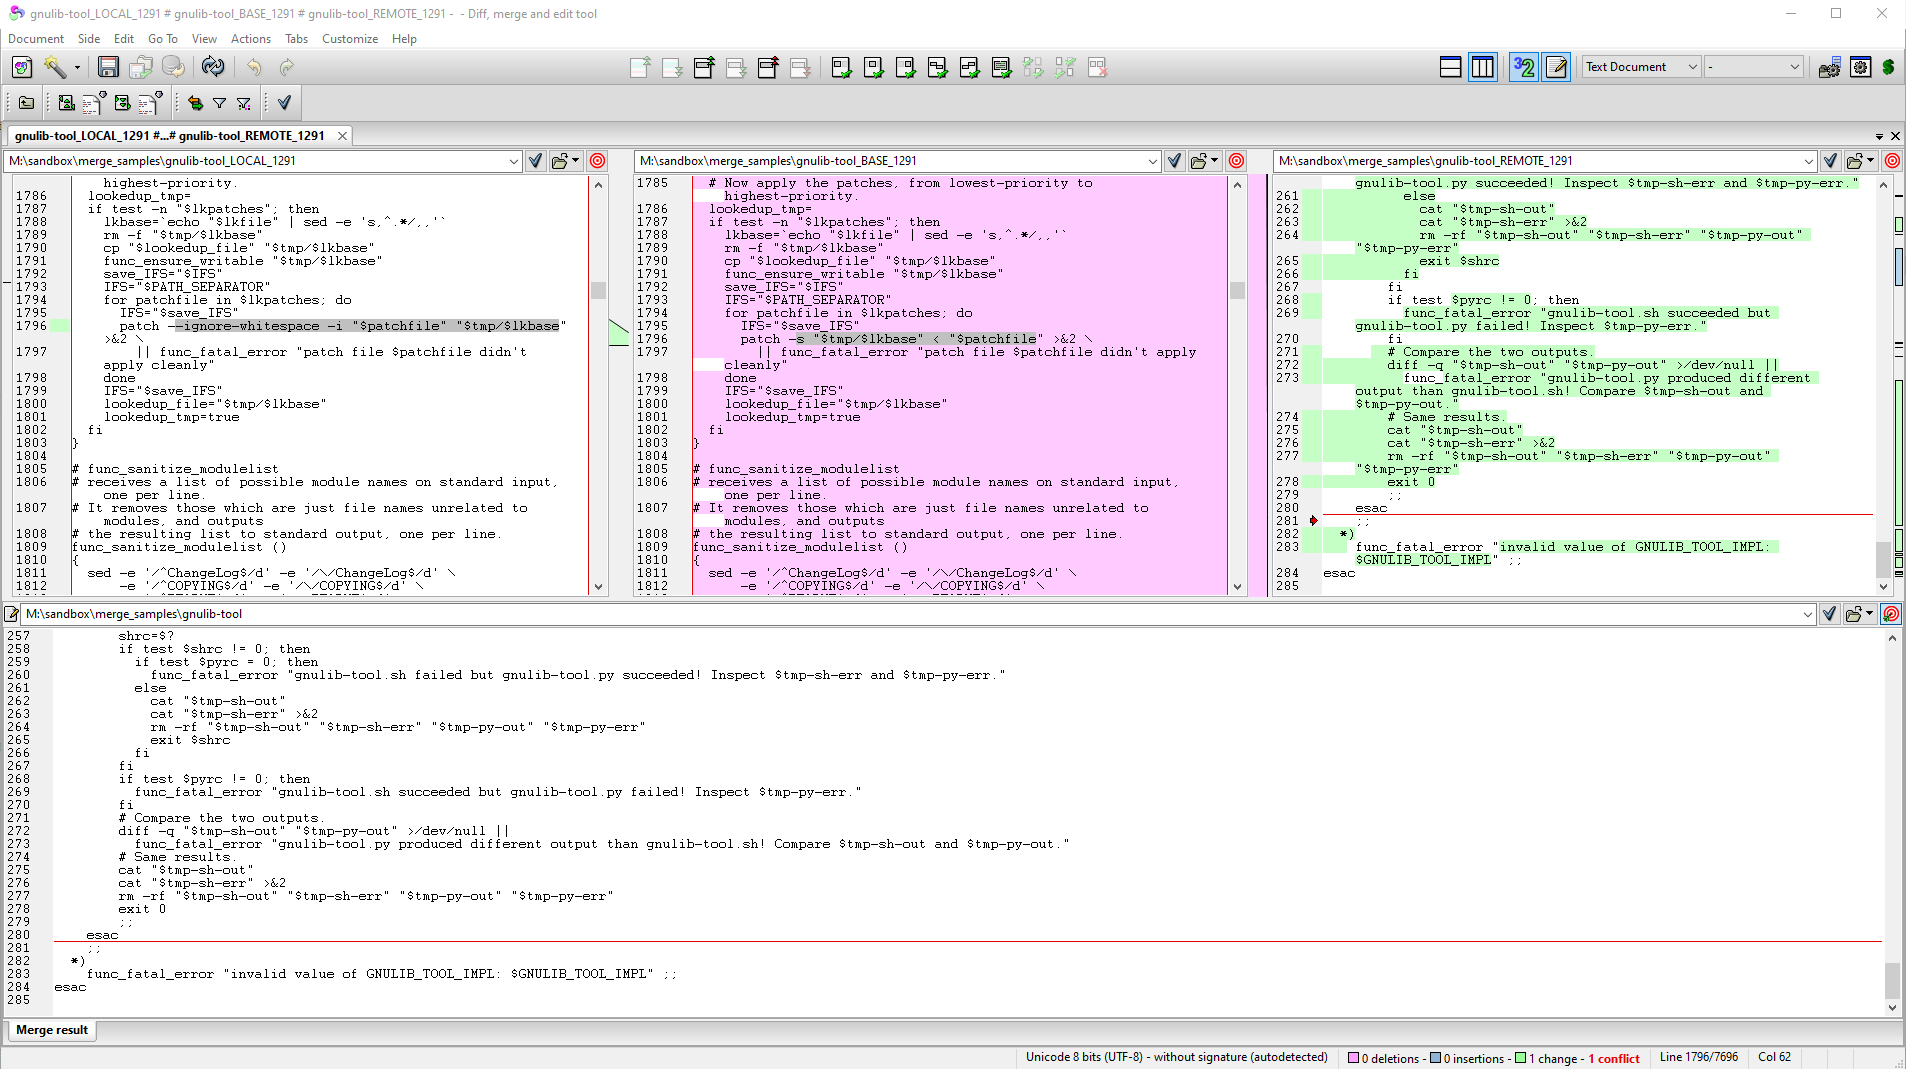 gnulib-tool_LOCAL_1291 # gnulib-tool_BASE_1291 # gnulib-tool_REMOTE_1291 -  - Diff, merge and edit tool
Document Side Edit Go To View Actions Tabs Customize Help
Text Document -
gnulib-tool_LOCAL_1291 #...# gnulib-tool_REMOTE_1291
M:\sandbox\merge_samples\gnulib-tool_LOCAL_1291
highest-priority.
1786 lookedup_tmp=
1787 if test -n "$lkpatches"; then
1788 lkbase=`echo "$lkfile" | sed -e 's,^.*/,,'`
1789 rm -f "$tmp/$lkbase"
1790 cp "$lookedup_file" "$tmp/$lkbase"
1791 func_ensure_writable "$tmp/$lkbase"
1792 save_IFS="$IFS"
1793 IFS="$PATH_SEPARATOR"
1794 for patchfile in $lkpatches; do
1795 IFS="$save_IFS"
1796 patch --ignore-whitespace -i "$patchfile" "$tmp/$lkbase"
>&2 \
1797 || func_fatal_error "patch file $patchfile didn't
apply cleanly"
1798 done
1799 IFS="$save_IFS"
1800 lookedup_file="$tmp/$lkbase"
1801 lookedup_tmp=true
1802 fi
1803 }
1804
1805 # func_sanitize_modulelist
1806 # receives a list of possible module names on standard input,
one per line.
1807 # It removes those which are just file names unrelated to
modules, and outputs
1808 # the resulting list to standard output, one per line.
1809 func_sanitize_modulelist ()
1810 {
1811 sed -e '/^ChangeLog$/d' -e '/\/ChangeLog$/d' \
1812 -e '/^COPYING$/d' -e '/\/COPYING$/d' \
M:\sandbox\merge_samples\gnulib-tool_BASE_1291
1785 # Now apply the patches, from lowest-priority to
highest-priority.
1786 lookedup_tmp=
1787 if test -n "$lkpatches"; then
1788 lkbase=`echo "$lkfile" | sed -e 's,^.*/,,'`
1789 rm -f "$tmp/$lkbase"
1790 cp "$lookedup_file" "$tmp/$lkbase"
1791 func_ensure_writable "$tmp/$lkbase"
1792 save_IFS="$IFS"
1793 IFS="$PATH_SEPARATOR"
1794 for patchfile in $lkpatches; do
1795 IFS="$save_IFS"
1796 patch -s "$tmp/$lkbase" < "$patchfile" >&2 \
1797 || func_fatal_error "patch file $patchfile didn't apply
cleanly"
1798 done
1799 IFS="$save_IFS"
1800 lookedup_file="$tmp/$lkbase"
1801 lookedup_tmp=true
1802 fi
1803 }
1804
1805 # func_sanitize_modulelist
1806 # receives a list of possible module names on standard input,
one per line.
1807 # It removes those which are just file names unrelated to
modules, and outputs
1808 # the resulting list to standard output, one per line.
1809 func_sanitize_modulelist ()
1810 {
1811 sed -e '/^ChangeLog$/d' -e '/\/ChangeLog$/d' \
1812 -e '/^COPYING$/d' -e '/\/COPYING$/d' \
M:\sandbox\merge_samples\gnulib-tool_REMOTE_1291
gnulib-tool.py succeeded! Inspect $tmp-sh-err and $tmp-py-err."
261 else
262 cat "$tmp-sh-out"
263 cat "$tmp-sh-err" >&2
264 rm -rf "$tmp-sh-out" "$tmp-sh-err" "$tmp-py-out"
"$tmp-py-err"
265 exit $shrc
266 fi
267 fi
268 if test $pyrc != 0; then
269 func_fatal_error "gnulib-tool.sh succeeded but
gnulib-tool.py failed! Inspect $tmp-py-err."
270 fi
271 # Compare the two outputs.
272 diff -q "$tmp-sh-out" "$tmp-py-out" >/dev/null ||
273 func_fatal_error "gnulib-tool.py produced different
output than gnulib-tool.sh! Compare $tmp-sh-out and
$tmp-py-out."
274 # Same results.
275 cat "$tmp-sh-out"
276 cat "$tmp-sh-err" >&2
277 rm -rf "$tmp-sh-out" "$tmp-sh-err" "$tmp-py-out"
"$tmp-py-err"
278 exit 0
279 ;;
280 esac
281 ;;
282 *)
283 func_fatal_error "invalid value of GNULIB_TOOL_IMPL:
$GNULIB_TOOL_IMPL" ;;
284 esac
285
M:\sandbox\merge_samples\gnulib-tool
257 shrc=$?
258 if test $shrc != 0; then
259 if test $pyrc = 0; then
260 func_fatal_error "gnulib-tool.sh failed but gnulib-tool.py succeeded! Inspect $tmp-sh-err and $tmp-py-err."
261 else
262 cat "$tmp-sh-out"
263 cat "$tmp-sh-err" >&2
264 rm -rf "$tmp-sh-out" "$tmp-sh-err" "$tmp-py-out" "$tmp-py-err"
265 exit $shrc
266 fi
267 fi
268 if test $pyrc != 0; then
269 func_fatal_error "gnulib-tool.sh succeeded but gnulib-tool.py failed! Inspect $tmp-py-err."
270 fi
271 # Compare the two outputs.
272 diff -q "$tmp-sh-out" "$tmp-py-out" >/dev/null ||
273 func_fatal_error "gnulib-tool.py produced different output than gnulib-tool.sh! Compare $tmp-sh-out and $tmp-py-out."
274 # Same results.
275 cat "$tmp-sh-out"
276 cat "$tmp-sh-err" >&2
277 rm -rf "$tmp-sh-out" "$tmp-sh-err" "$tmp-py-out" "$tmp-py-err"
278 exit 0
279 ;;
280 esac
281 ;;
282 *)
283 func_fatal_error "invalid value of GNULIB_TOOL_IMPL: $GNULIB_TOOL_IMPL" ;;
284 esac
285
Merge result
Unicode 8 bits (UTF-8) - without signature (autodetected) 0 deletions - 0 insertions - 1 change - 1 conflict Line 1796/7696 Col 62